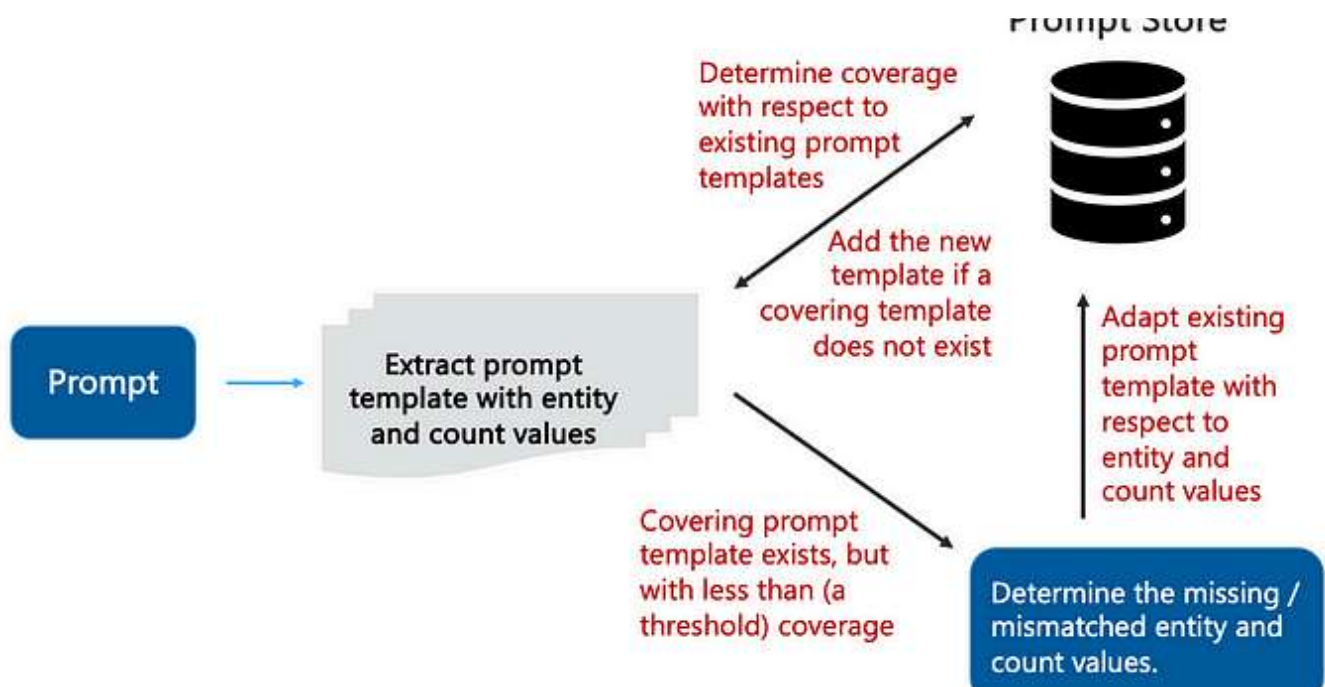 Prompt Store
Determine coverage
with respect to
existing prompt
templates
Add the new
template if a
covering template
does not exist
Prompt
Extract prompt
template with entity
and count values
Adapt existing
prompt
template with
respect to
entity and
count values
Covering prompt
template exists, but
with less than (a
threshold) coverage
Determine the missing /
mismatched entity and
count values.